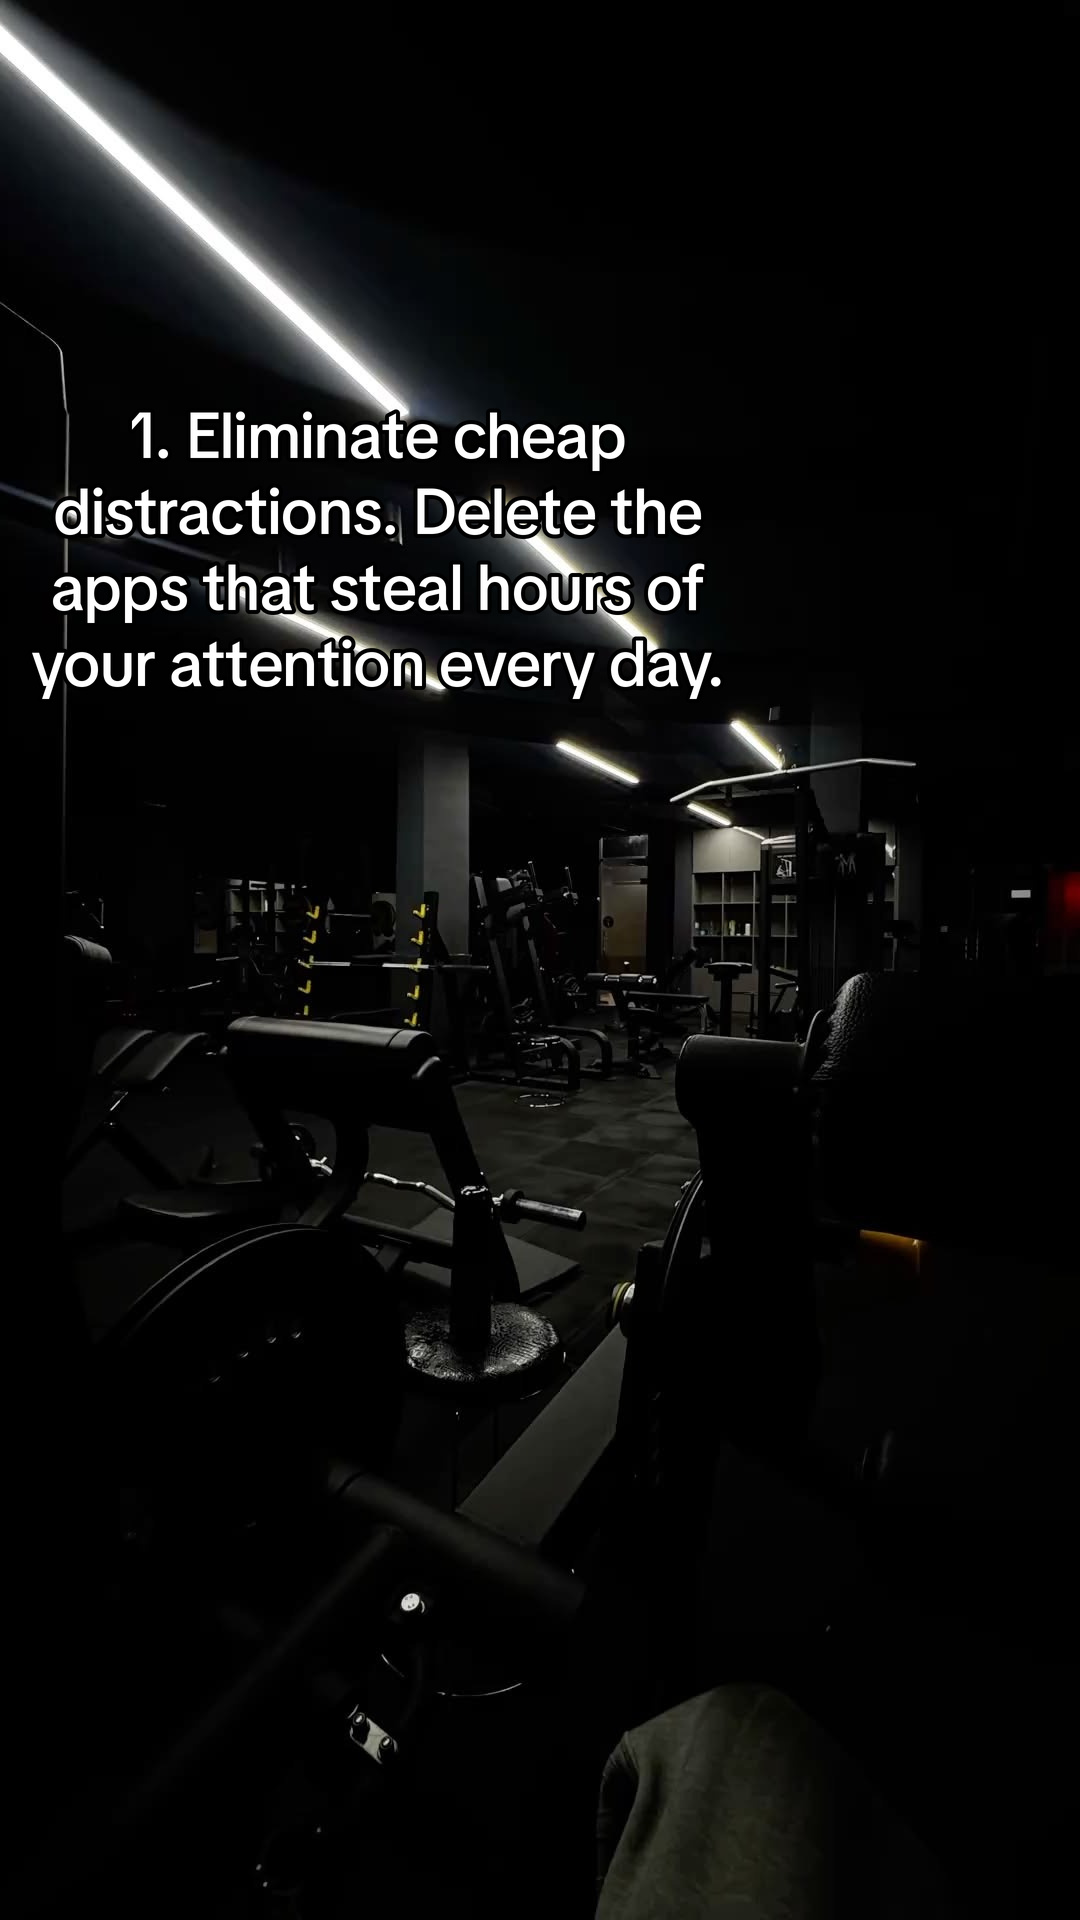 1. Eliminate cheap
distractions. Delete the
apps that steal hours of
your attention every day.